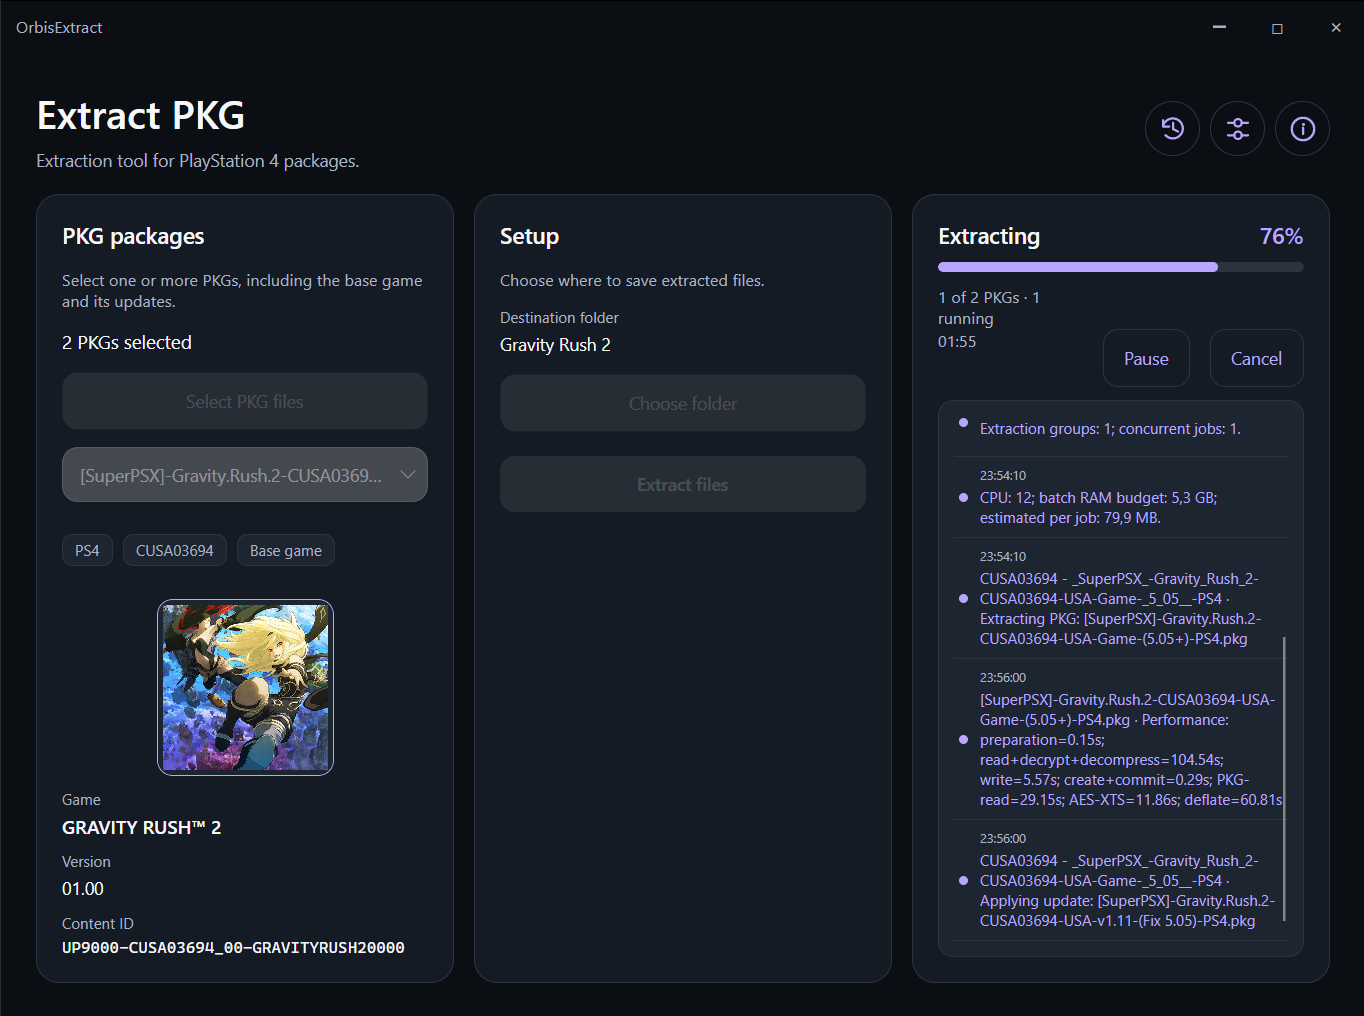 OrbisExtract
Extract PKG
Extraction tool for PlayStation 4 packages.
PKG packages
Select one or more PKGs, including the base game
and its updates.
2 PKGs selected
Select PKG files
[SuperPSX]-Gravity.Rush.2-CUSA0369...
PS4
CUSA03694
Base game
Game
GRAVITY RUSH™ 2
Version
01.00
Content ID
UP9000-CUSA03694_00-GRAVITYRUSH20000
Setup
Choose where to save extracted files.
Destination folder
Gravity Rush 2
Choose folder
Extract files
Extracting
76%
1 of 2 PKGs · 1
running
01:55
Pause
Cancel
Extraction groups: 1; concurrent jobs: 1.
23:54:10
CPU: 12; batch RAM budget: 5,3 GB;
estimated per job: 79,9 MB.
23:54:10
CUSA03694 - _SuperPSX_-Gravity_Rush_2-
CUSA03694-USA-Game-_5_05__-PS4 ·
Extracting PKG: [SuperPSX]-Gravity.Rush.2-
CUSA03694-USA-Game-(5.05+)-PS4.pkg
23:56:00
[SuperPSX]-Gravity.Rush.2-CUSA03694-USA-
Game-(5.05+)-PS4.pkg · Performance:
preparation=0.15s;
read+decrypt+decompress=104.54s;
write=5.57s; create+commit=0.29s; PKG-
read=29.15s; AES-XTS=11.86s; deflate=60.81s
23:56:00
CUSA03694 - _SuperPSX_-Gravity_Rush_2-
CUSA03694-USA-Game-_5_05__-PS4 ·
Applying update: [SuperPSX]-Gravity.Rush.2-
CUSA03694-USA-v1.11-(Fix 5.05)-PS4.pkg